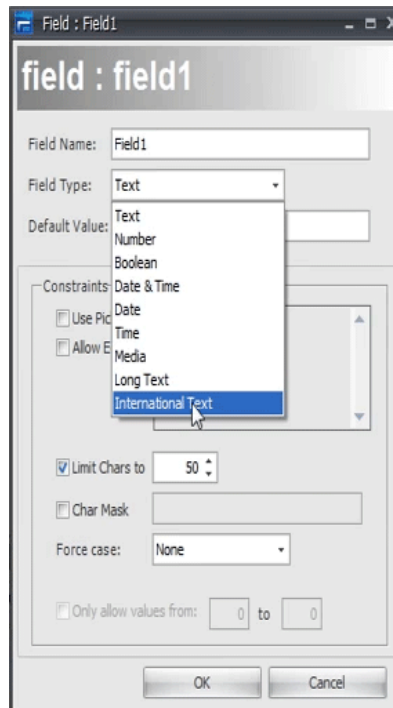 Field : Field1
field : field1
Field Name: Field1
Field Type: Text
Default Value:
Text
Number
Boolean
Date & Time
Date
Time
Media
Long Text
International Text
Constraints
Use Pic
Allow E
Limit Chars to 50
Char Mask
Force case: None
Only allow values from: 0 to 0
OK Cancel